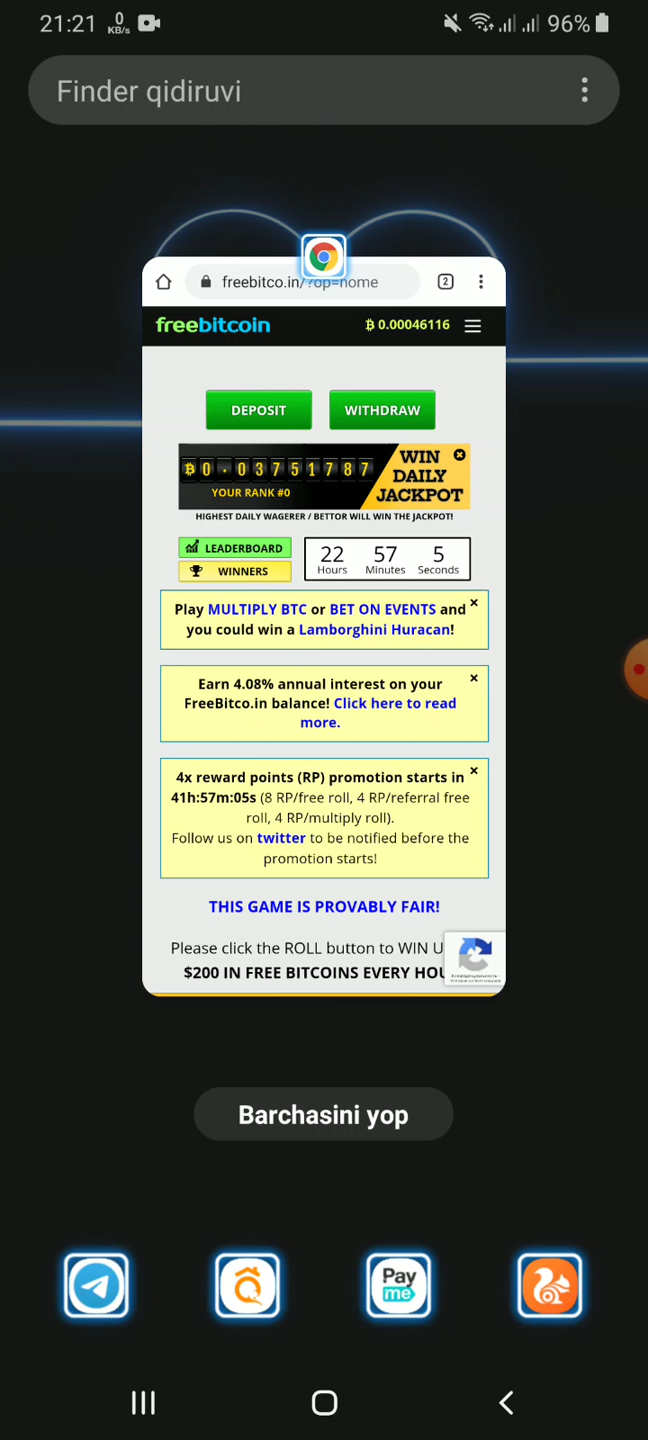 21:21 0 KB/s 96%
Finder qidiruvi
freebitco.in/?op=home 2
freebitcoin ₿ 0.00046116
DEPOSIT WITHDRAW
₿0.03751787
YOUR RANK #0
WIN
DAILY
JACKPOT
HIGHEST DAILY WAGERER / BETTOR WILL WIN THE JACKPOT!
LEADERBOARD
WINNERS
22 57 5
Hours Minutes Seconds
Play MULTIPLY BTC or BET ON EVENTS and
you could win a Lamborghini Huracan!
Earn 4.08% annual interest on your
FreeBitco.in balance! Click here to read
more.
4x reward points (RP) promotion starts in
41h:57m:05s (8 RP/free roll, 4 RP/referral free
roll, 4 RP/multiply roll).
Follow us on twitter to be notified before the
promotion starts!
THIS GAME IS PROVABLY FAIR!
Please click the ROLL button to WIN U
$200 IN FREE BITCOINS EVERY HOU
Barchasini yop
Pay
me